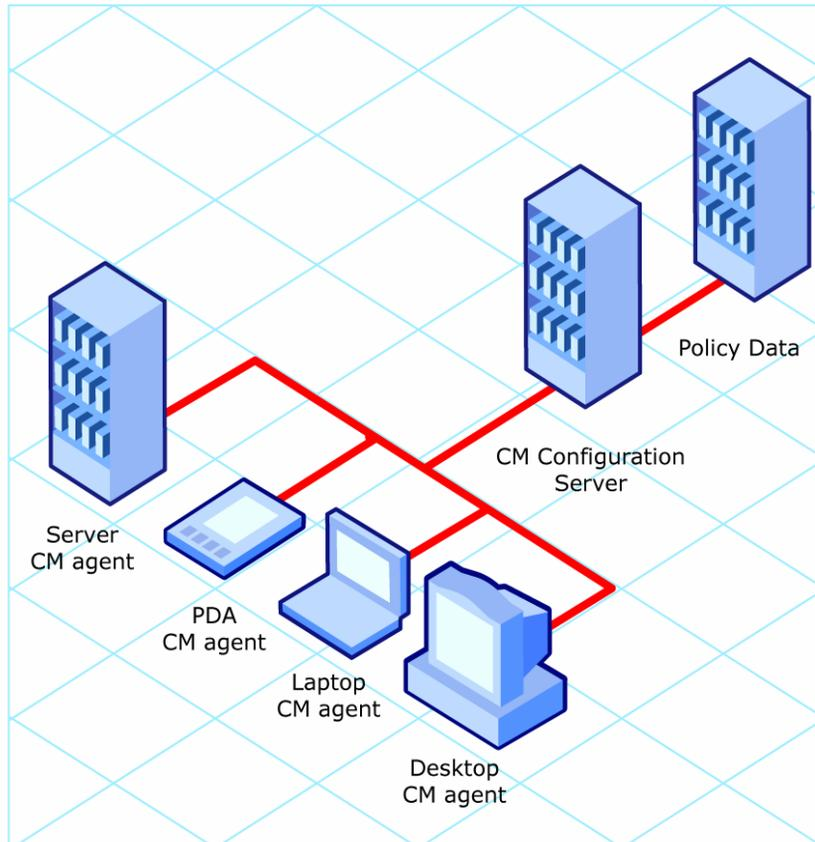 Policy Data
CM Configuration
Server
Server
CM agent
PDA
CM agent
Laptop
CM agent
Desktop
CM agent